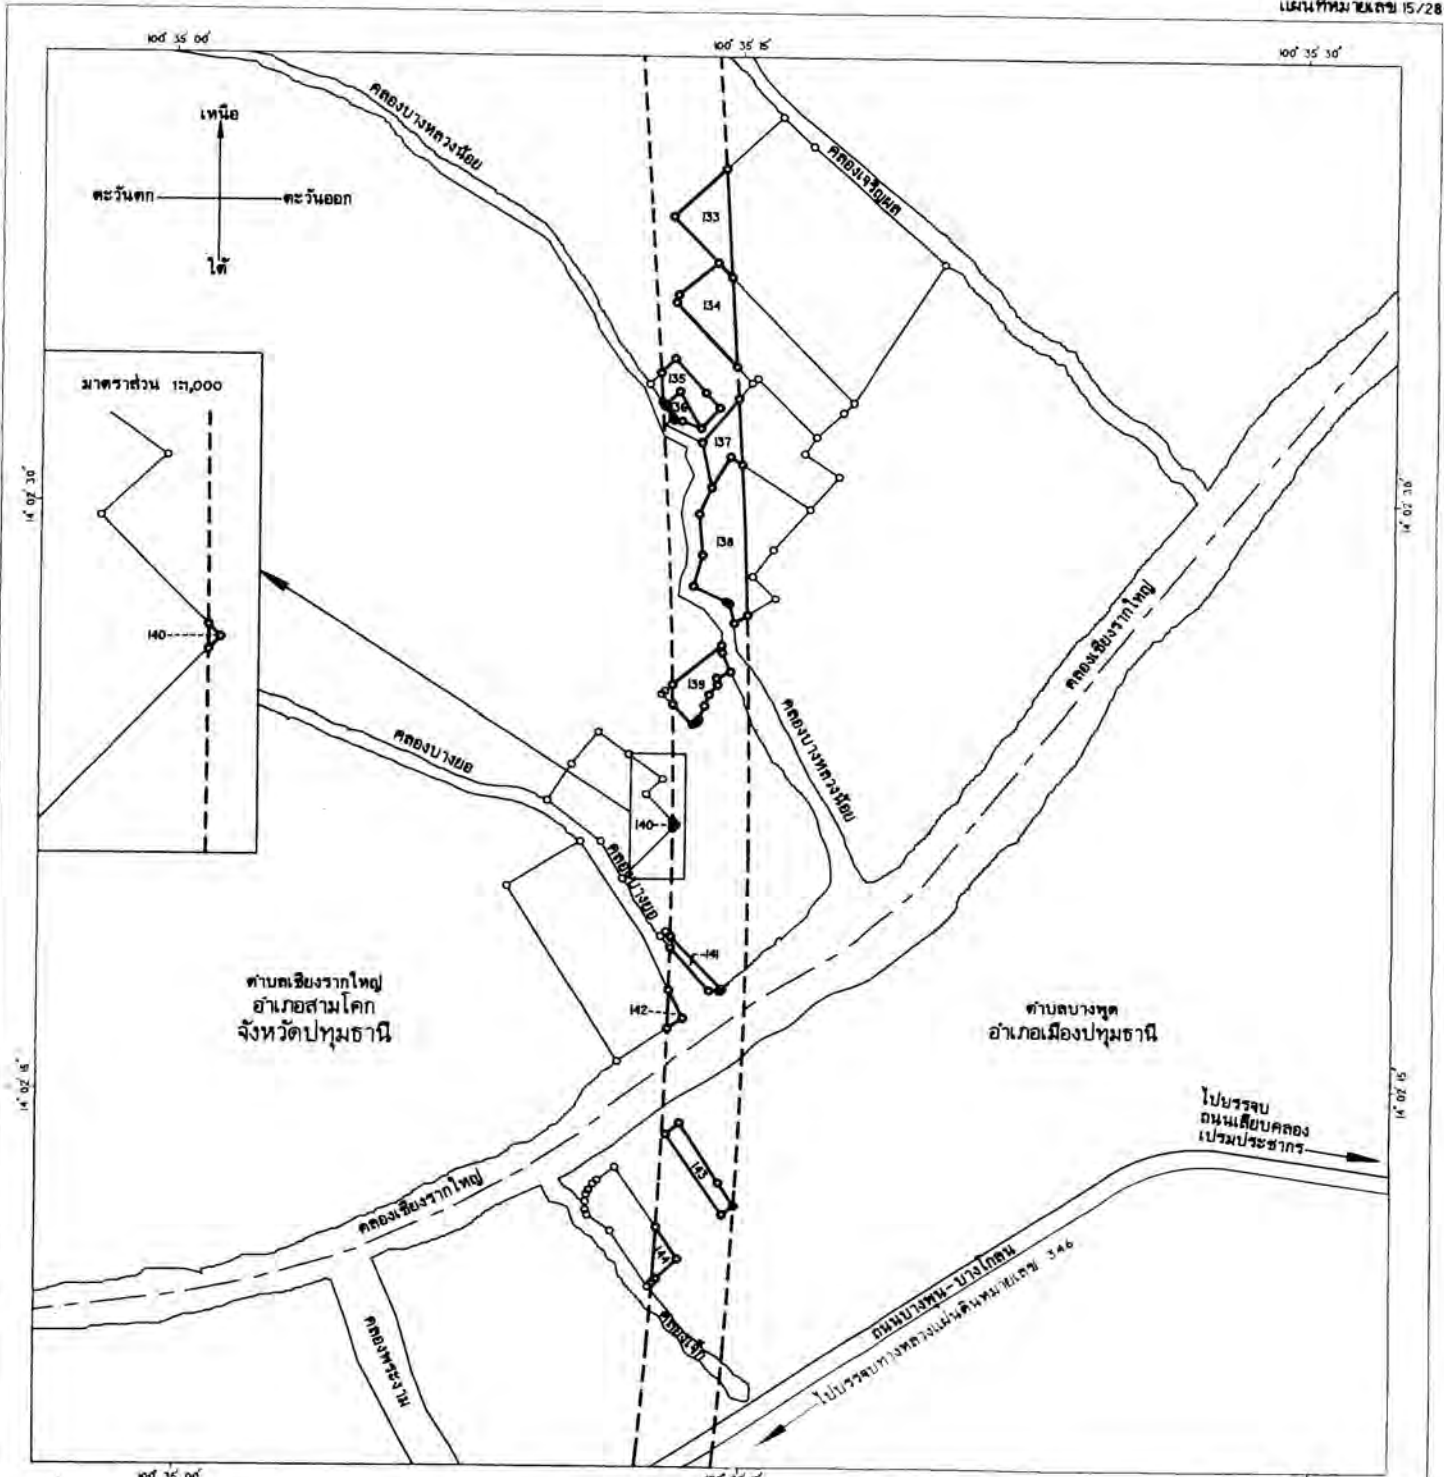 แผนที่หมายเลข 15/28
100° 35' 00"
100° 35' 15"
100° 35' 30"
คลองบางหลวงน้อย
เหนือ
ตะวันตก
ตะวันออก
ใต้
คลองเจริญผล
133
134
135
136
137
138
139
มาตราส่วน 1:1,000
140
14° 02' 30"
14° 02' 30"
คลองเชียงรากใหญ่
คลองบางหลวงน้อย
คลองบางยอ
140
คลองบางยอ
141
142
ตำบลเชียงรากใหญ่
อำเภอสามโคก
จังหวัดปทุมธานี
ตำบลบางพูด
อำเภอเมืองปทุมธานี
14° 02' 15"
14° 02' 15"
ไปบรรจบ
ถนนเลียบคลอง
เปรมประชากร
143
144
คลองเชียงรากใหญ่
คลองพระงาม
ถนนบางพูน-บางโกลน
ไปบรรจบทางหลวงแผ่นดินหมายเลข 346
100° 35' 00"